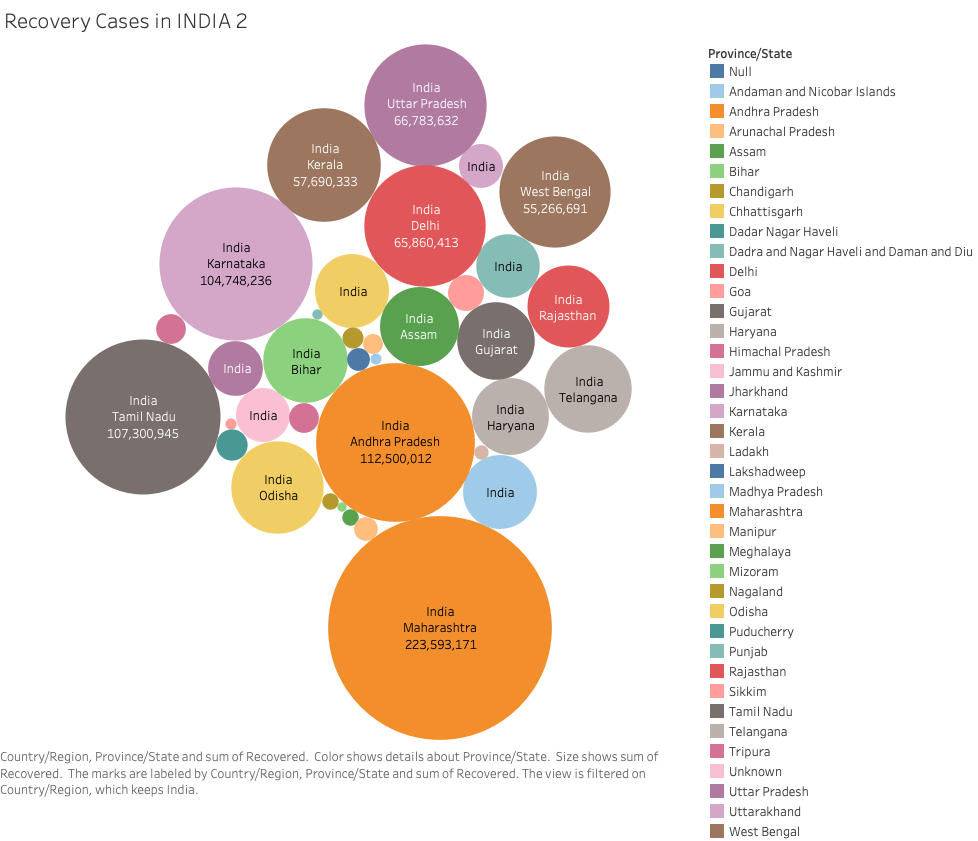 Recovery Cases in INDIA 2
India
Uttar Pradesh
66,783,632
India
Kerala
57,690,333
India
India
West Bengal
55,266,691
India
Delhi
65,860,413
India
Karnataka
104,748,236
India
India
India
Rajasthan
India
Assam
India
Gujarat
India
Bihar
India
India
Telangana
India
Tamil Nadu
107,300,945
India
India
Haryana
India
Andhra Pradesh
112,500,012
India
Odisha
India
India
Maharashtra
223,593,171
Country/Region, Province/State and sum of Recovered.  Color shows details about Province/State.  Size shows sum of
Recovered.  The marks are labeled by Country/Region, Province/State and sum of Recovered. The view is filtered on
Country/Region, which keeps India.
Province/State
Null
Andaman and Nicobar Islands
Andhra Pradesh
Arunachal Pradesh
Assam
Bihar
Chandigarh
Chhattisgarh
Dadar Nagar Haveli
Dadra and Nagar Haveli and Daman and Diu
Delhi
Goa
Gujarat
Haryana
Himachal Pradesh
Jammu and Kashmir
Jharkhand
Karnataka
Kerala
Ladakh
Lakshadweep
Madhya Pradesh
Maharashtra
Manipur
Meghalaya
Mizoram
Nagaland
Odisha
Puducherry
Punjab
Rajasthan
Sikkim
Tamil Nadu
Telangana
Tripura
Unknown
Uttar Pradesh
Uttarakhand
West Bengal